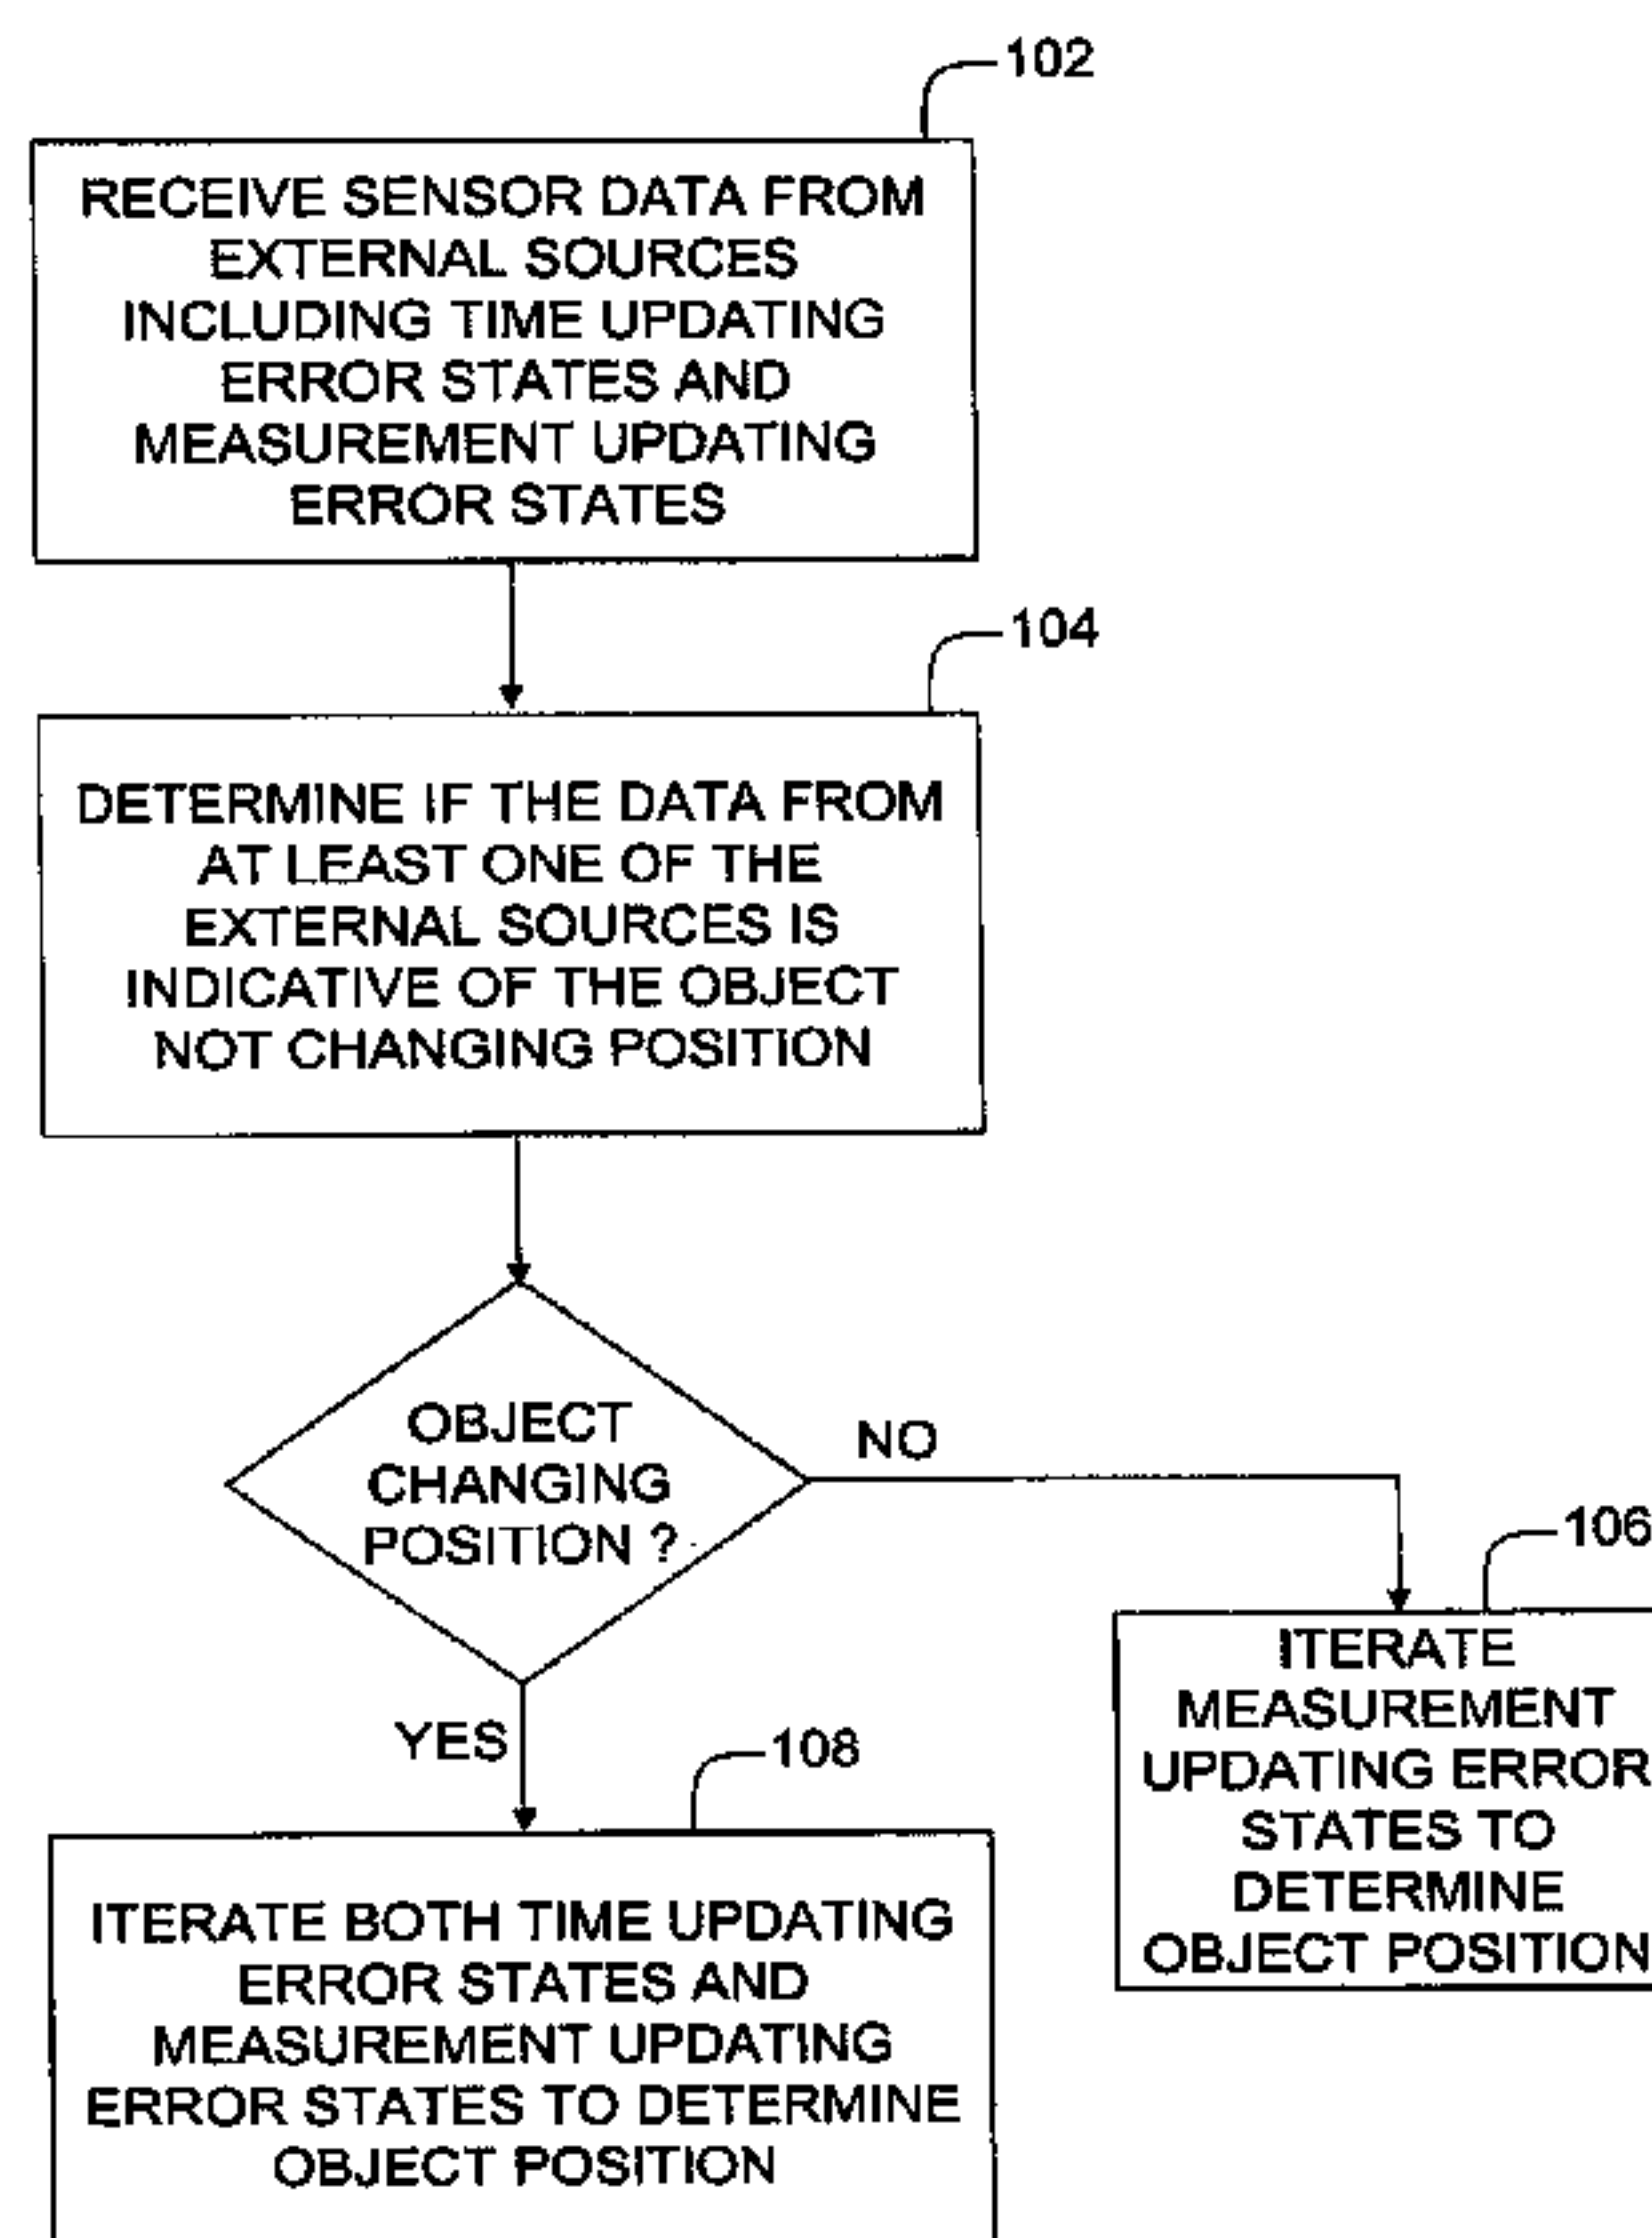 102
RECEIVE SENSOR DATA FROM
EXTERNAL SOURCES
INCLUDING TIME UPDATING
ERROR STATES AND
MEASUREMENT UPDATING
ERROR STATES
104
DETERMINE IF THE DATA FROM
AT LEAST ONE OF THE
EXTERNAL SOURCES IS
INDICATIVE OF THE OBJECT
NOT CHANGING POSITION
OBJECT
CHANGING
POSITION ?
NO
106
ITERATE
MEASUREMENT
UPDATING ERROR
STATES TO
DETERMINE
OBJECT POSITION
YES
108
ITERATE BOTH TIME UPDATING
ERROR STATES AND
MEASUREMENT UPDATING
ERROR STATES TO DETERMINE
OBJECT POSITION